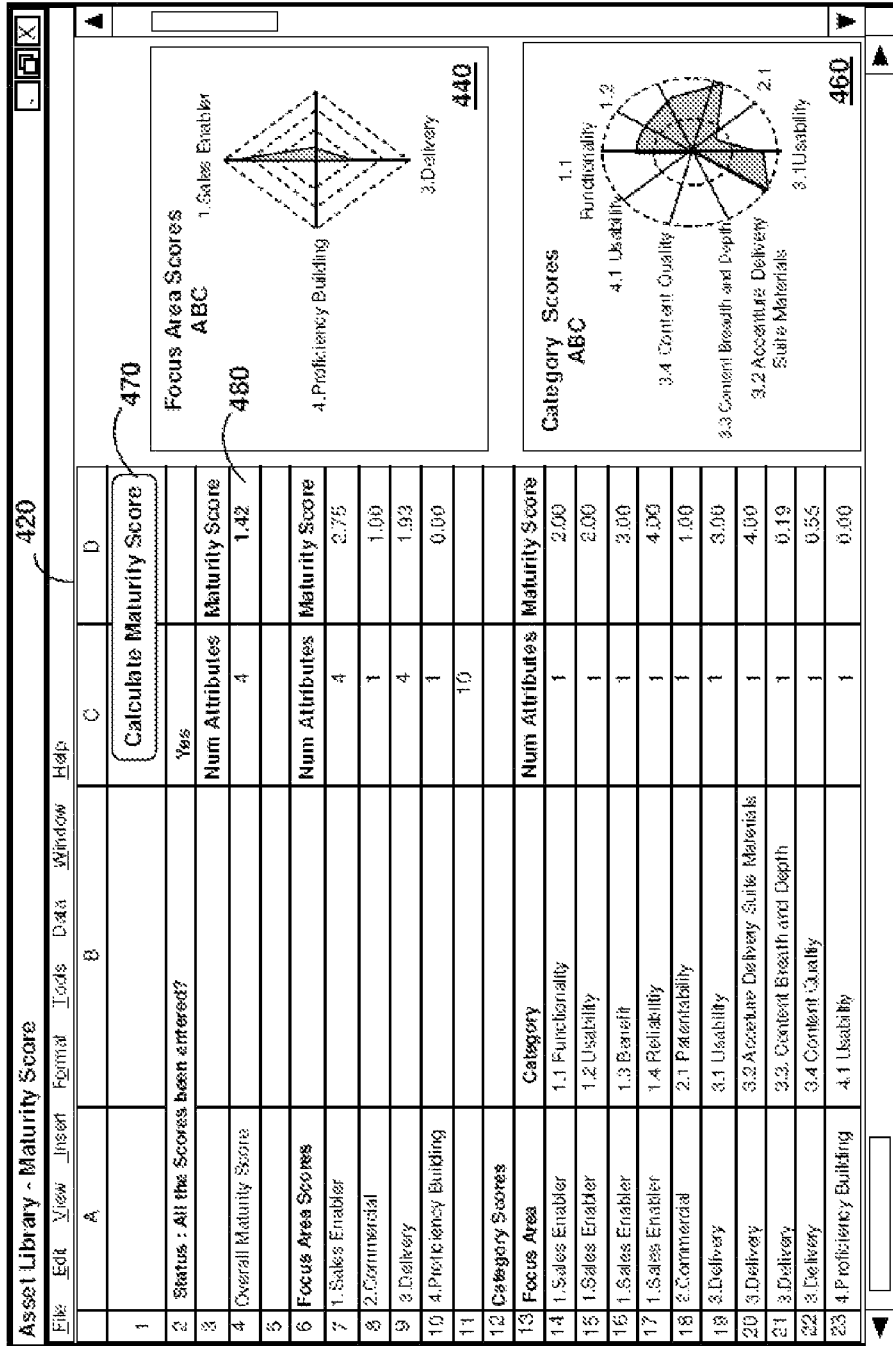 Asset Library - Maturity Score
File Edit View Insert Format Tools Data Window Help
420
A B C D
1 Calculate Maturity Score
470
2 Status : All the Scores been entered? Yes
3 Num Attributes Maturity Score
4 Overall Maturity Score 4 1.42
480
5
6 Focus Area Scores Num Attributes Maturity Score
7 1.Sales Enabler 4 2.75
8 2.Commercial 1 1.00
9 3.Delivery 4 1.93
10 4.Proficiency Building 1 0.00
11 10
12 Category Scores
13 Focus Area Category Num Attributes Maturity Score
14 1.Sales Enabler 1.1 Functionality 1 2.00
15 1.Sales Enabler 1.2 Usability 1 2.00
16 1.Sales Enabler 1.3 Benefit 1 3.00
17 1.Sales Enabler 1.4 Reliability 1 4.00
18 2.Commercial 2.1 Patentability 1 1.00
19 3.Delivery 3.1 Usability 1 3.00
20 3.Delivery 3.2 Acceture Delivery Suite Materials 1 4.00
21 3.Delivery 3.3. Content Breath and Depth 1 0.19
22 3.Delivery 3.4 Content Quality 1 0.55
23 4.Proficiency Building 4.1 Usability 1 0.00
Focus Area Scores
ABC
1.Sales Enabler
4.Proficiency Building
3.Delivery
440
Category Scores
ABC
1.1
Functionality
1.2
4.1 Usability
3.4 Content Quality
2.1
3.3 Content Breadth and Depth
3.2 Accenture Delivery
Suite Materials
3.1Usability
460